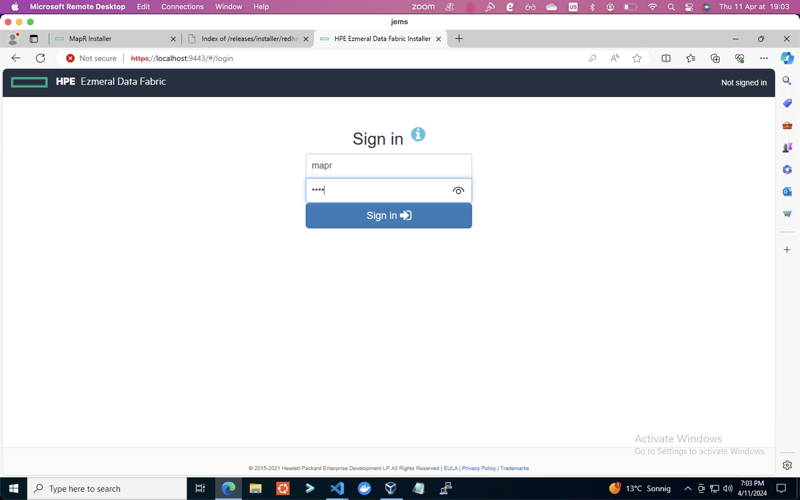 Microsoft Remote Desktop Edit Connections Window Help zoom US Thu 11 Apr at 19:03
jems
MapR Installer
Index of /releases/installer/redha
HPE Ezmeral Data Fabric Installer
Not secure https://localhost:9443/#/login
HPE Ezmeral Data Fabric Not signed in
Sign in
mapr
••••
Sign in
Activate Windows
Go to Settings to activate Windows.
© 2015-2021 Hewlett Packard Enterprise Development LP. All Rights Reserved | EULA | Privacy Policy | Trademarks
Type here to search 13°C Sonnig 7:03 PM
4/11/2024